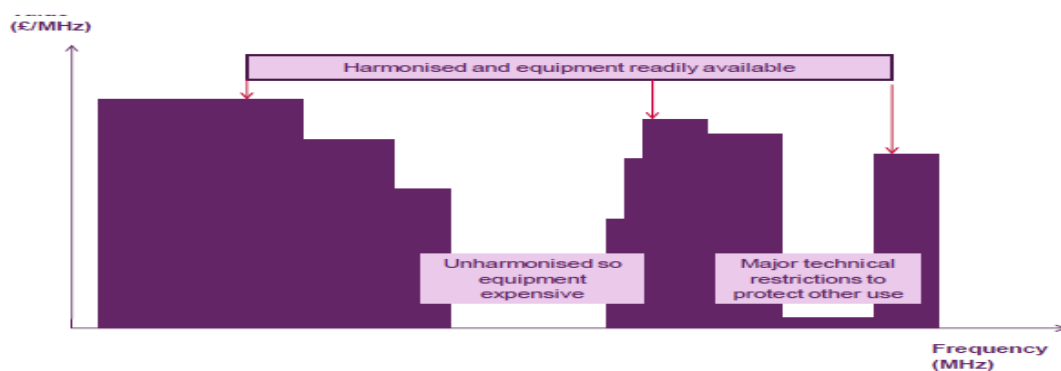 (£/MHz)
Harmonised and equipment readily available
Unharmonised so
equipment
expensive
Major technical
restrictions to
protect other use
Frequency
(MHz)